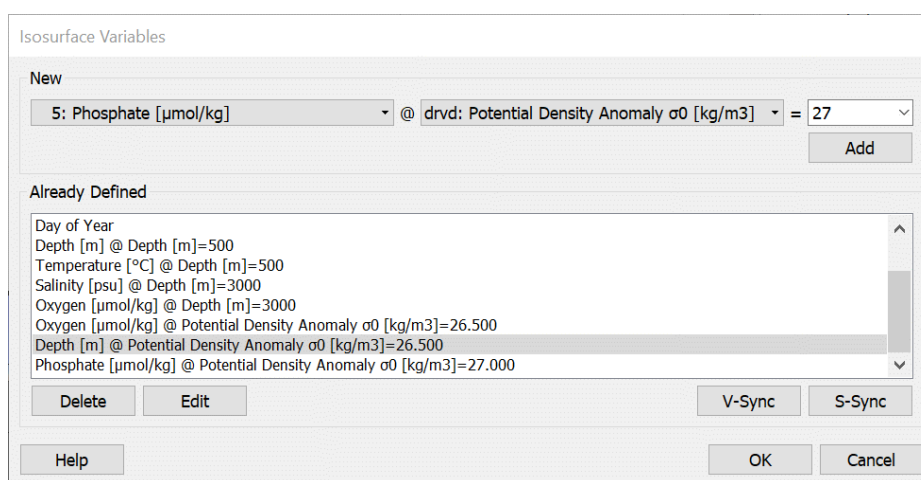 Isosurface Variables
New
5: Phosphate [µmol/kg] @ drvd: Potential Density Anomaly σ0 [kg/m3] = 27
Add
Already Defined
Day of Year
Depth [m] @ Depth [m]=500
Temperature [°C] @ Depth [m]=500
Salinity [psu] @ Depth [m]=3000
Oxygen [µmol/kg] @ Depth [m]=3000
Oxygen [µmol/kg] @ Potential Density Anomaly σ0 [kg/m3]=26.500
Depth [m] @ Potential Density Anomaly σ0 [kg/m3]=26.500
Phosphate [µmol/kg] @ Potential Density Anomaly σ0 [kg/m3]=27.000
Delete Edit V-Sync S-Sync
Help OK Cancel